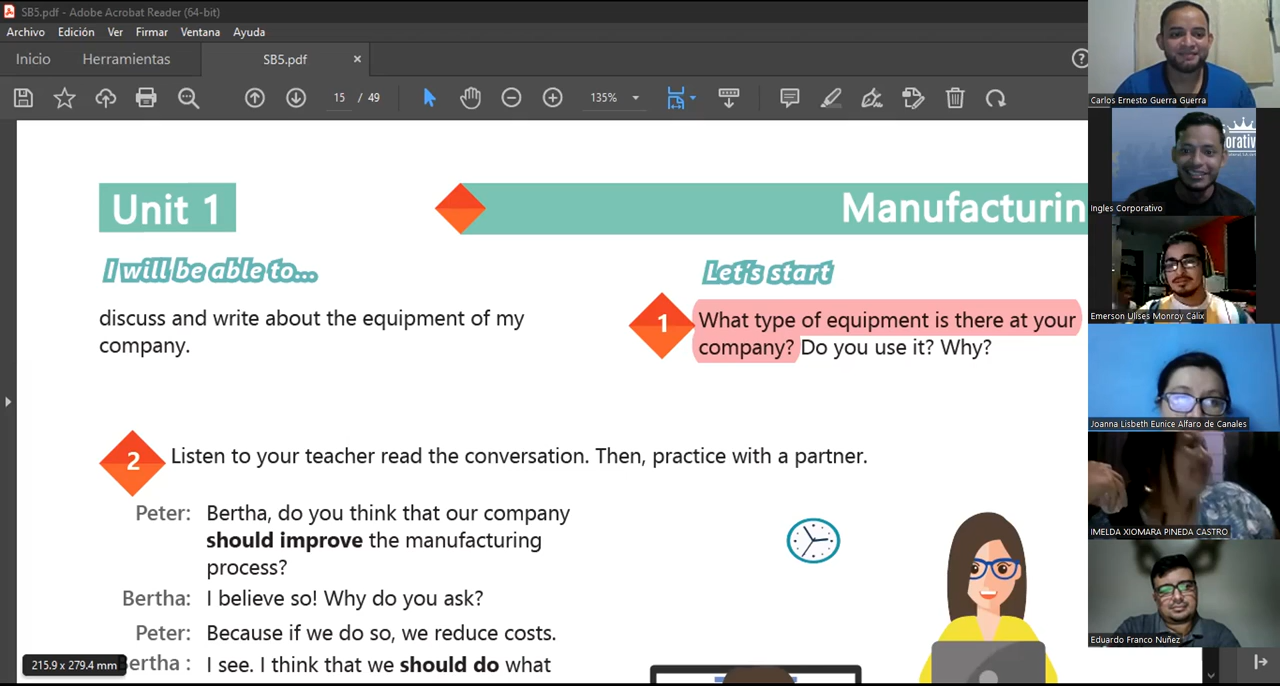 SB5.pdf - Adobe Acrobat Reader (64-bit)
Archivo Edición Ver Firmar Ventana Ayuda
Inicio Herramientas SB5.pdf ×
15 / 49 135%
Unit 1 Manufacturin
I will be able to...
discuss and write about the equipment of my
company.
Let's start
1 What type of equipment is there at your
company? Do you use it? Why?
2 Listen to your teacher read the conversation. Then, practice with a partner.
Peter: Bertha, do you think that our company
should improve the manufacturing
process?
Bertha: I believe so! Why do you ask?
Peter: Because if we do so, we reduce costs.
Bertha : I see. I think that we should do what
215.9 x 279.4 mm
Carlos Ernesto Guerra Guerra
orativ
Ingles Corporativo
Emerson Ulises Monroy Cálix
Joanna Lisbeth Eunice Alfaro de Canales
IMELDA XIOMARA PINEDA CASTRO
Eduardo Franco Nuñez